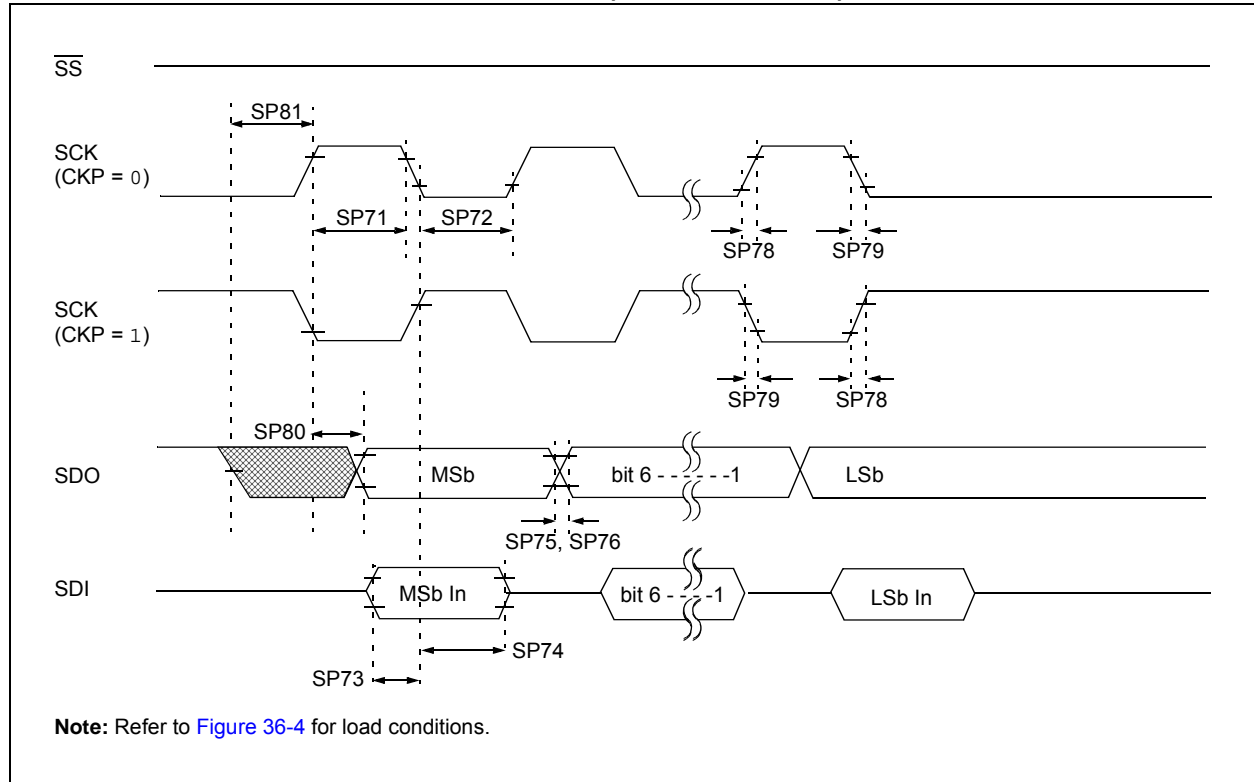 SS
SP81
SCK
(CKP = 0)
SP71
SP72
SP78
SP79
SCK
(CKP = 1)
SP79
SP78
SP80
SDO
MSb
bit 6 - - - - - -1
LSb
SP75, SP76
SDI
MSb In
bit 6 - - - - -1
LSb In
SP74
SP73
Note: Refer to Figure 36-4 for load conditions.